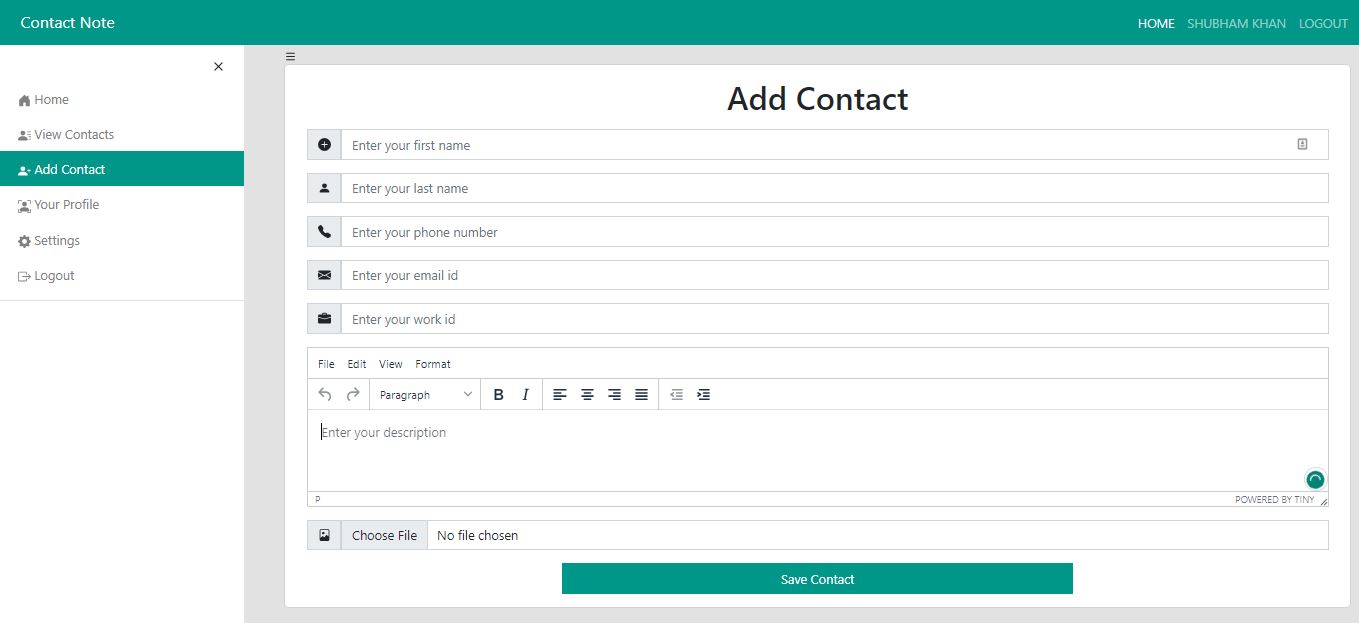 Contact Note
HOME SHUBHAM KHAN LOGOUT
Home
View Contacts
Add Contact
Your Profile
Settings
Logout
Add Contact
Enter your first name
Enter your last name
Enter your phone number
Enter your email id
Enter your work id
File Edit View Format
Paragraph B I
Enter your description
P POWERED BY TINY
Choose File No file chosen
Save Contact